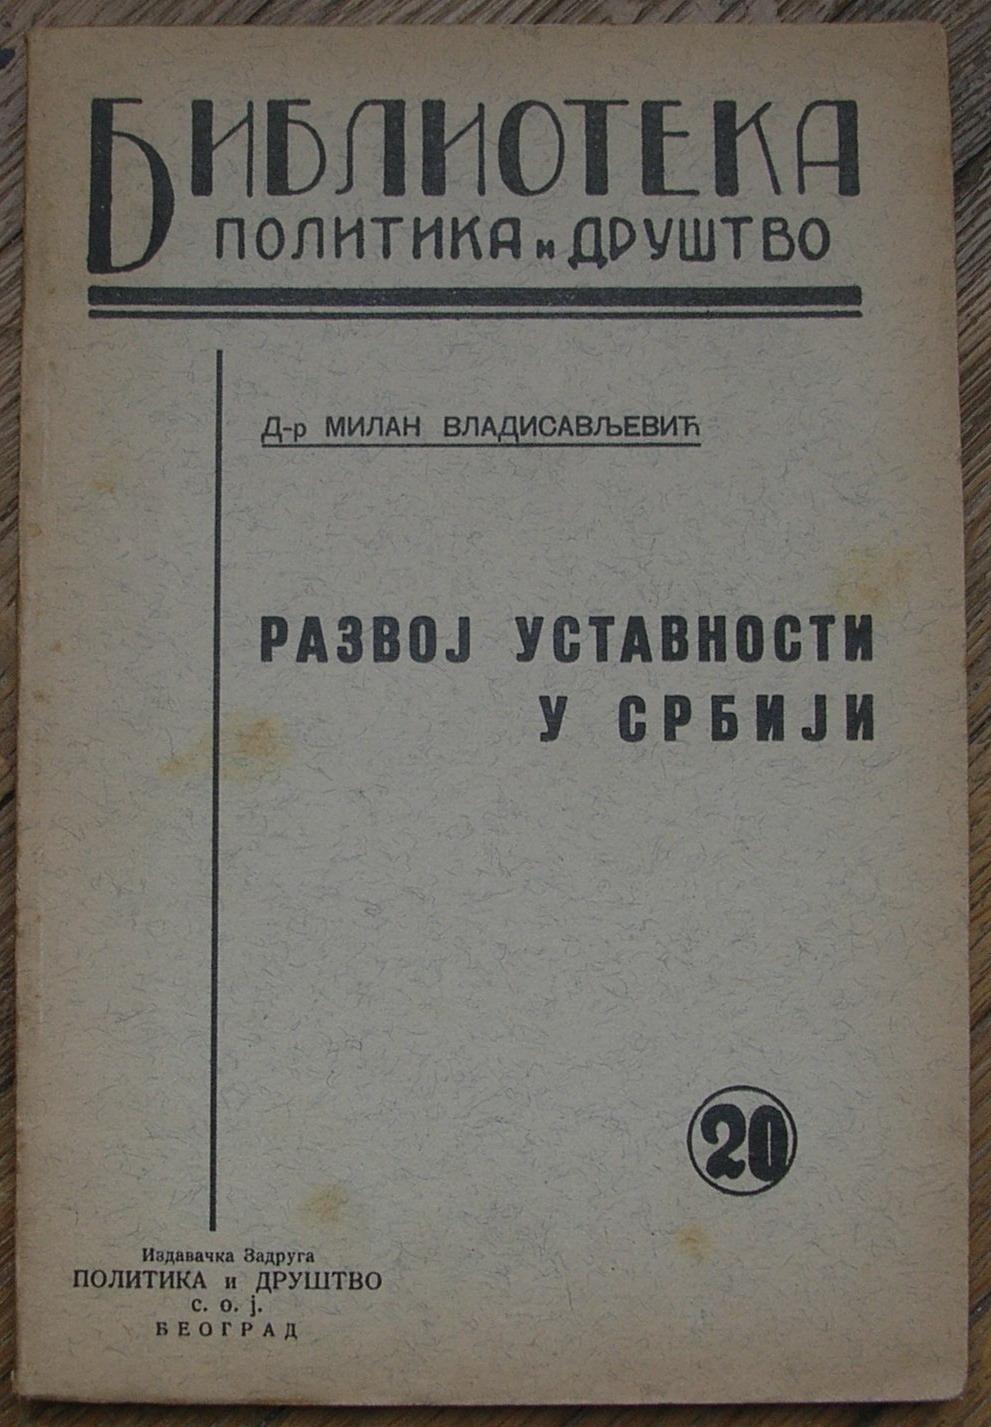 БИБЛИОТЕКА
ПОЛИТИКА и ДРУШТВО
Д-р МИЛАН ВЛАДИСАВЉЕВИЋ
РАЗВОЈ УСТАВНОСТИ
У СРБИЈИ
20
Издавачка Задруга
ПОЛИТИКА и ДРУШТВО
с. о. ј.
БЕОГРАД